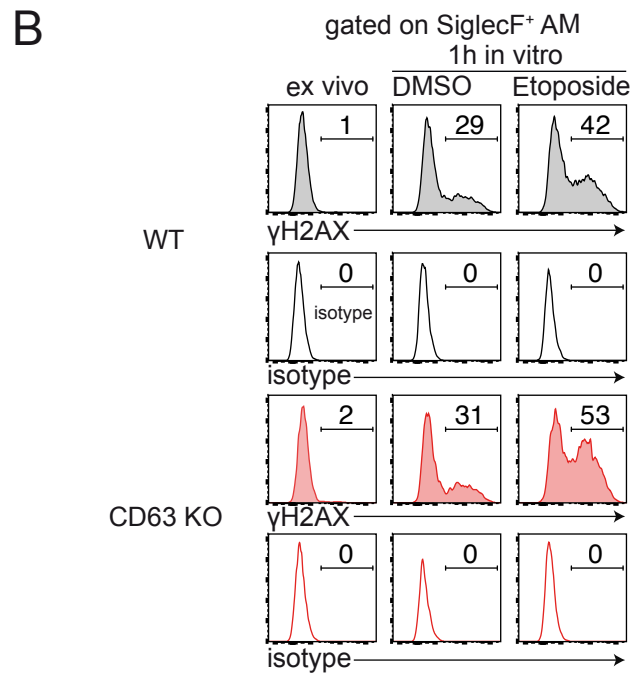 B
gated on SiglecF⁺ AM
1h in vitro
ex vivo DMSO Etoposide
1 29 42
WT
γH2AX
0 0 0
isotype
isotype
2 31 53
CD63 KO
γH2AX
0 0 0
isotype